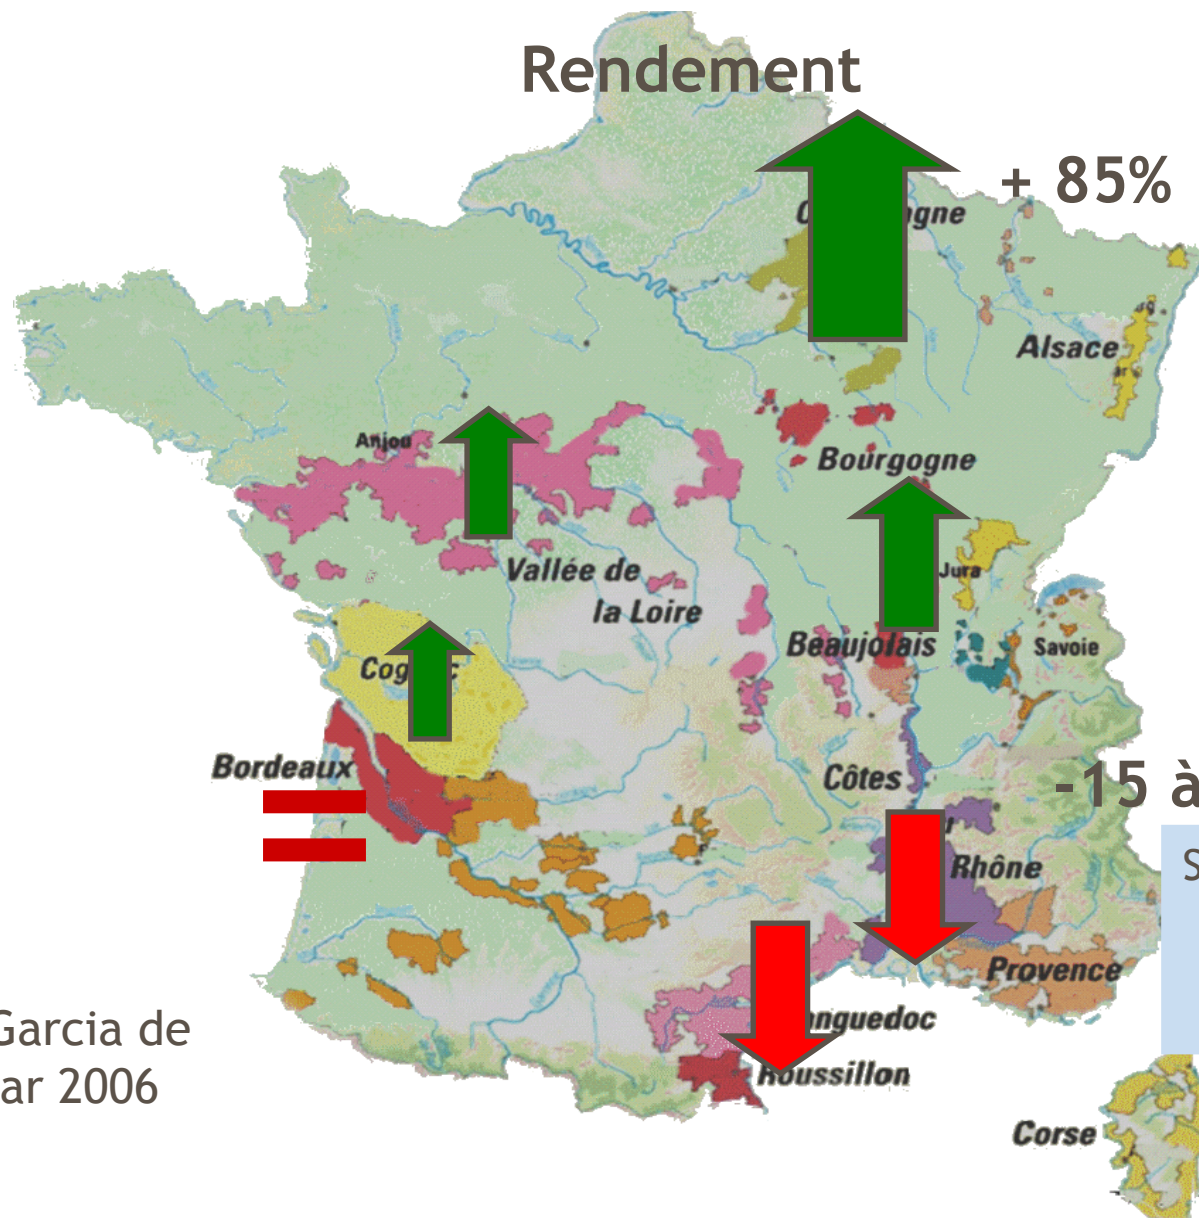 Rendement
+ 85%
Alsace
Anjou
Bourgogne
Jura
Vallée de
la Loire
Beaujolais
Savoie
Bordeaux
Côtes
-15 à
Rhône
Provence
Garcia de
ar 2006
Roussillon
Corse